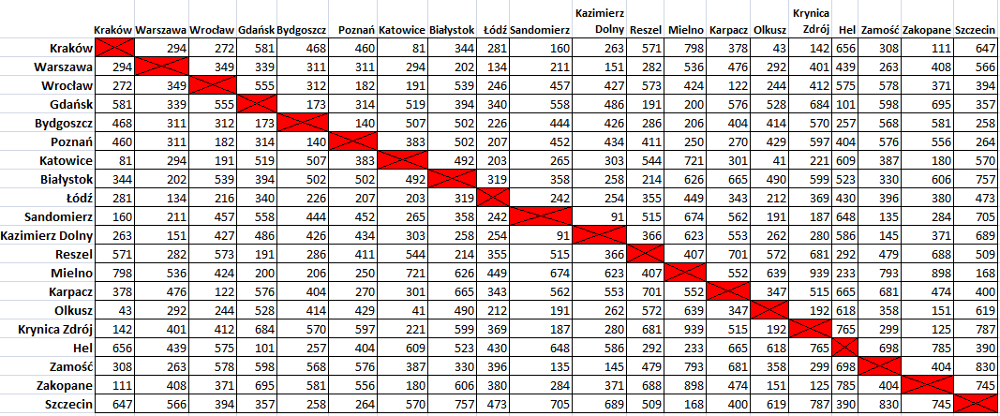 Kraków Warszawa Wrocław Gdańsk Bydgoszcz Poznań Katowice Białystok Łódź Sandomierz Kazimierz Dolny Reszel Mielno Karpacz Olkusz Krynica Zdrój Hel Zamość Zakopane Szczecin
Kraków 294 272 581 468 460 81 344 281 160 263 571 798 378 43 142 656 308 111 647
Warszawa 294 349 339 311 311 294 202 134 211 151 282 536 476 292 401 439 263 408 566
Wrocław 272 349 555 312 182 191 539 246 457 427 573 424 122 244 412 575 578 371 394
Gdańsk 581 339 555 173 314 519 394 340 558 486 191 200 576 528 684 101 598 695 357
Bydgoszcz 468 311 312 173 140 507 502 226 444 426 286 206 404 414 570 257 568 581 258
Poznań 460 311 182 314 140 383 502 207 452 434 411 250 270 429 597 404 576 556 264
Katowice 81 294 191 519 507 383 492 203 265 303 544 721 301 41 221 609 387 180 570
Białystok 344 202 539 394 502 502 492 319 358 258 214 626 665 490 599 523 330 606 757
Łódź 281 134 216 340 226 207 203 319 242 254 355 449 343 212 369 430 396 380 473
Sandomierz 160 211 457 558 444 452 265 358 242 91 515 674 562 191 187 648 135 284 705
Kazimierz Dolny 263 151 427 486 426 434 303 258 254 91 366 623 553 262 280 586 145 371 689
Reszel 571 282 573 191 286 411 544 214 355 515 366 407 701 572 681 292 479 688 509
Mielno 798 536 424 200 206 250 721 626 449 674 623 407 552 639 939 233 793 898 168
Karpacz 378 476 122 576 404 270 301 665 343 562 553 701 552 347 515 665 681 474 400
Olkusz 43 292 244 528 414 429 41 490 212 191 262 572 639 347 192 618 358 151 619
Krynica Zdrój 142 401 412 684 570 597 221 599 369 187 280 681 939 515 192 765 299 125 787
Hel 656 439 575 101 257 404 609 523 430 648 586 292 233 665 618 765 698 785 390
Zamość 308 263 578 598 568 576 387 330 396 135 145 479 793 681 358 299 698 404 830
Zakopane 111 408 371 695 581 556 180 606 380 284 371 688 898 474 151 125 785 404 745
Szczecin 647 566 394 357 258 264 570 757 473 705 689 509 168 400 619 787 390 830 745